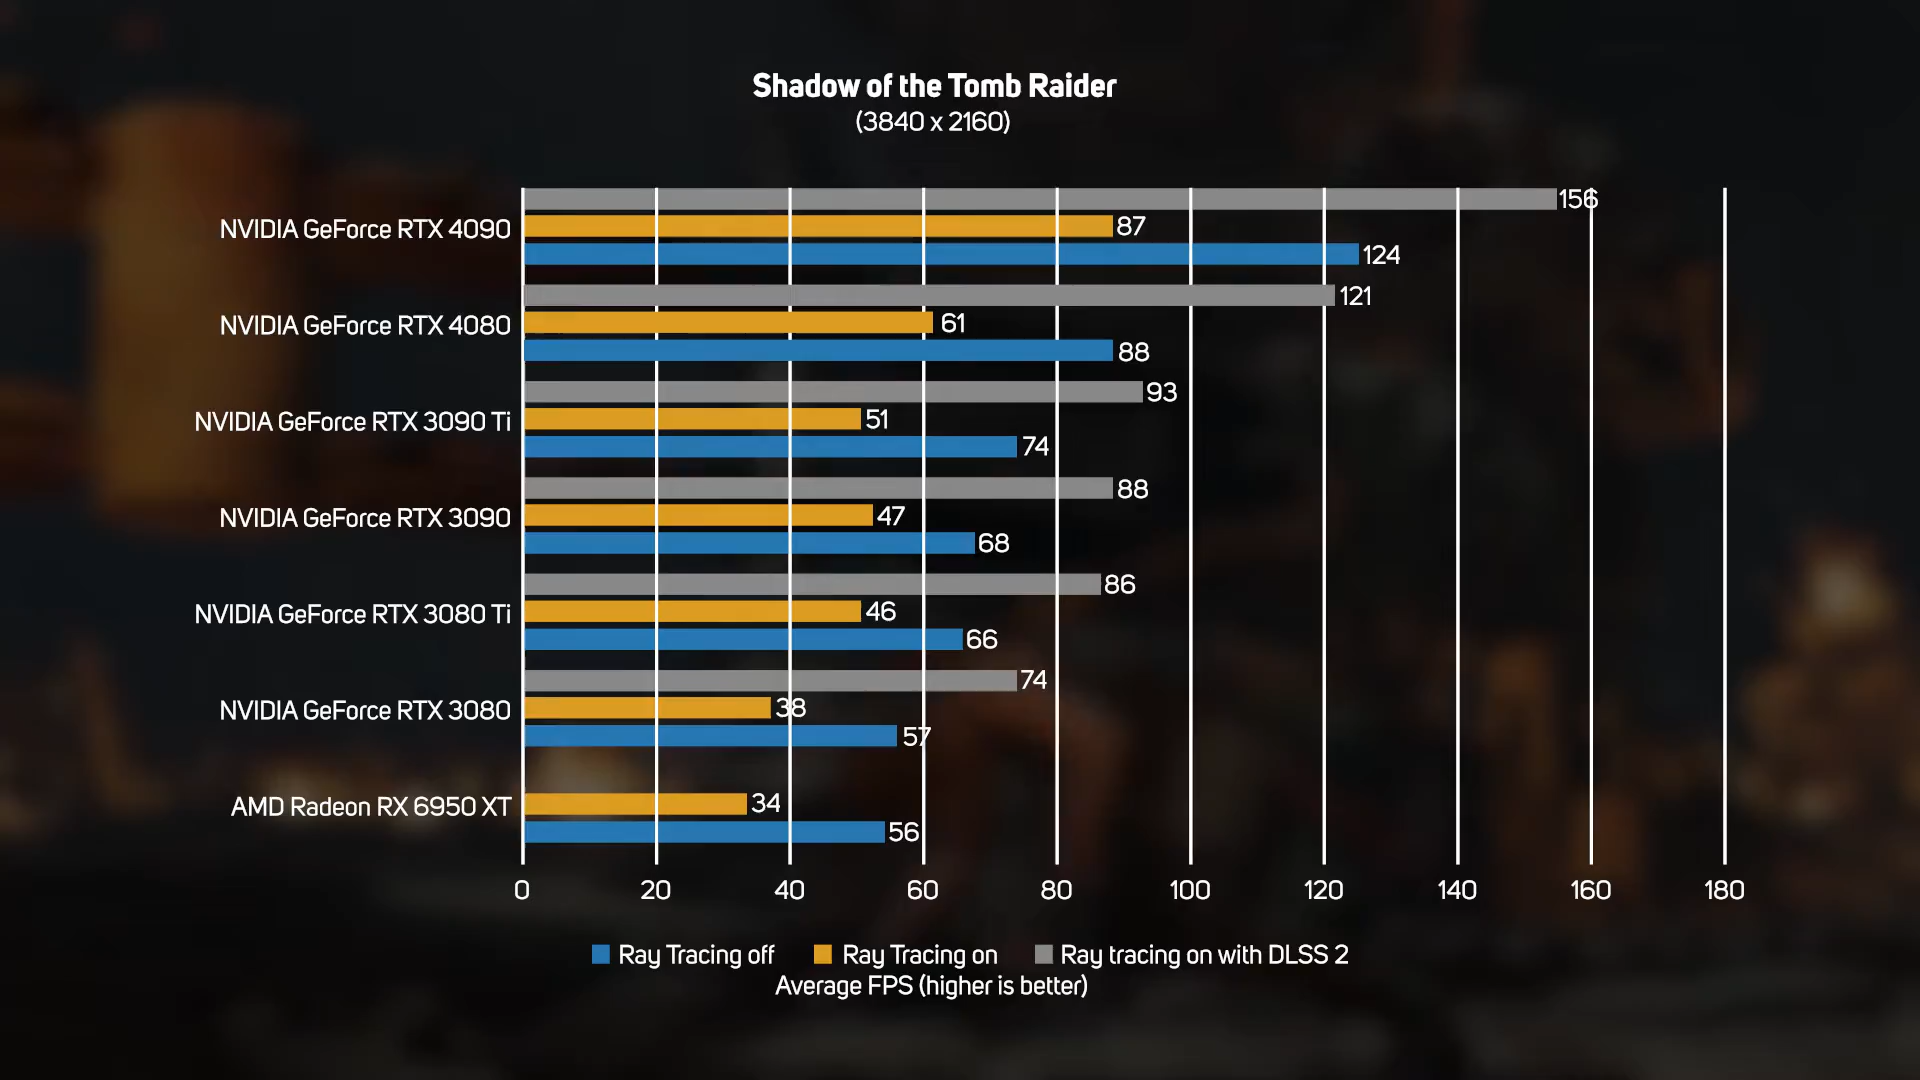 Shadow of the Tomb Raider
(3840 x 2160)
156
NVIDIA GeForce RTX 4090
87
124
121
NVIDIA GeForce RTX 4080
61
88
93
NVIDIA GeForce RTX 3090 Ti
51
74
88
NVIDIA GeForce RTX 3090
47
68
86
NVIDIA GeForce RTX 3080 Ti
46
66
74
NVIDIA GeForce RTX 3080
38
57
AMD Radeon RX 6950 XT
34
56
0 20 40 60 80 100 120 140 160 180
Ray Tracing off Ray Tracing on Ray tracing on with DLSS 2
Average FPS (higher is better)